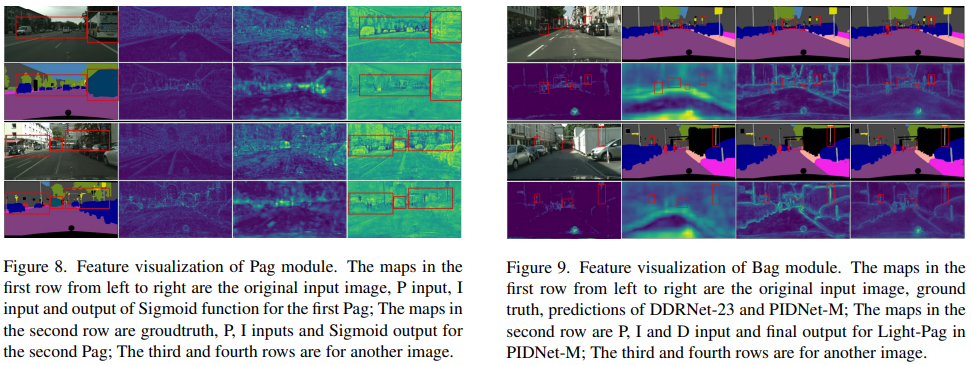 Figure 8. Feature visualization of Pag module. The maps in the
first row from left to right are the original input image, P input, I
input and output of Sigmoid function for the first Pag; The maps in
the second row are groudtruth, P, I inputs and Sigmoid output for
the second Pag; The third and fourth rows are for another image.
Figure 9. Feature visualization of Bag module. The maps in the
first row from left to right are the original input image, ground
truth, predictions of DDRNet-23 and PIDNet-M; The maps in the
second row are P, I and D input and final output for Light-Pag in
PIDNet-M; The third and fourth rows are for another image.